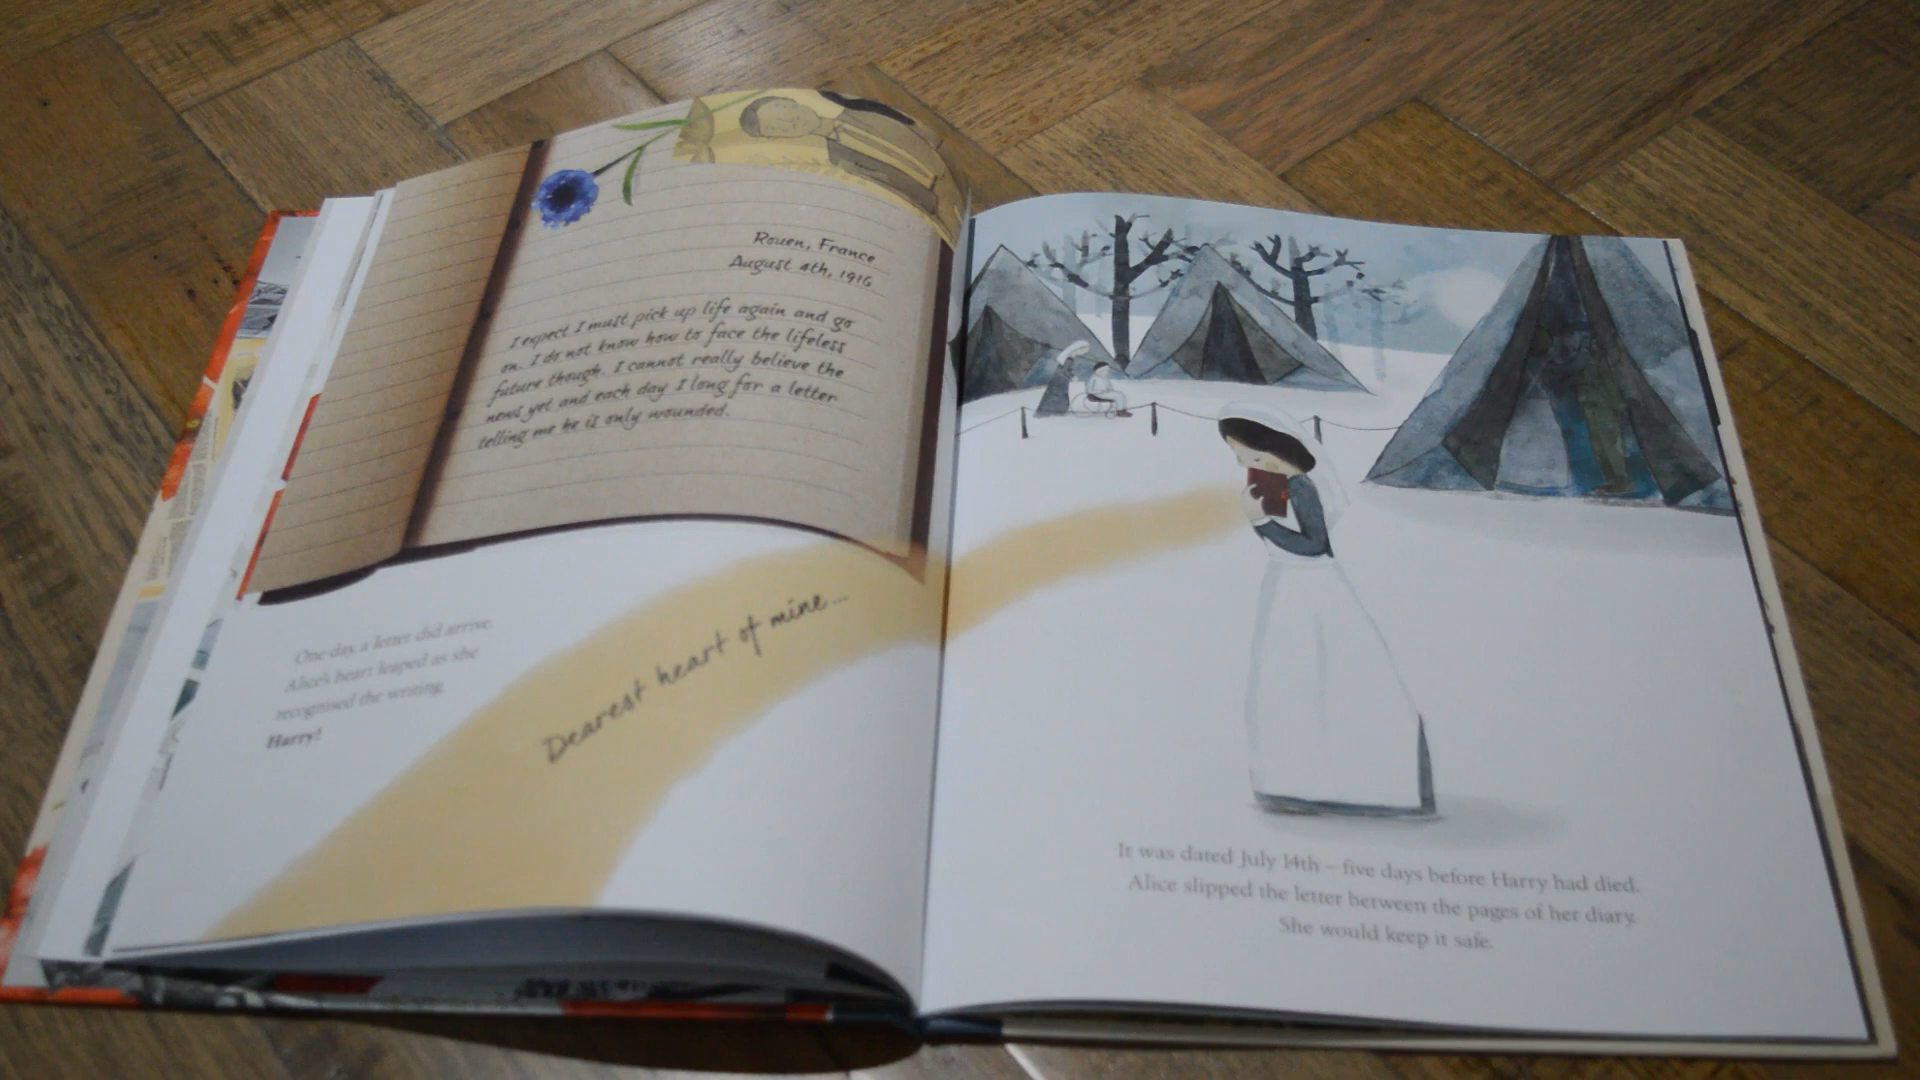 Rouen, France
August 4th, 1916
I expect I must pick up life again and go
on. I do not know how to face the lifeless
future though. I cannot really believe the
news yet and each day I long for a letter
telling me he is only wounded.
One day a letter did arrive.
Alice's heart leaped as she
recognised the writing.
Harry!
Dearest heart of mine...
It was dated July 14th – five days before Harry had died.
Alice slipped the letter between the pages of her diary.
She would keep it safe.